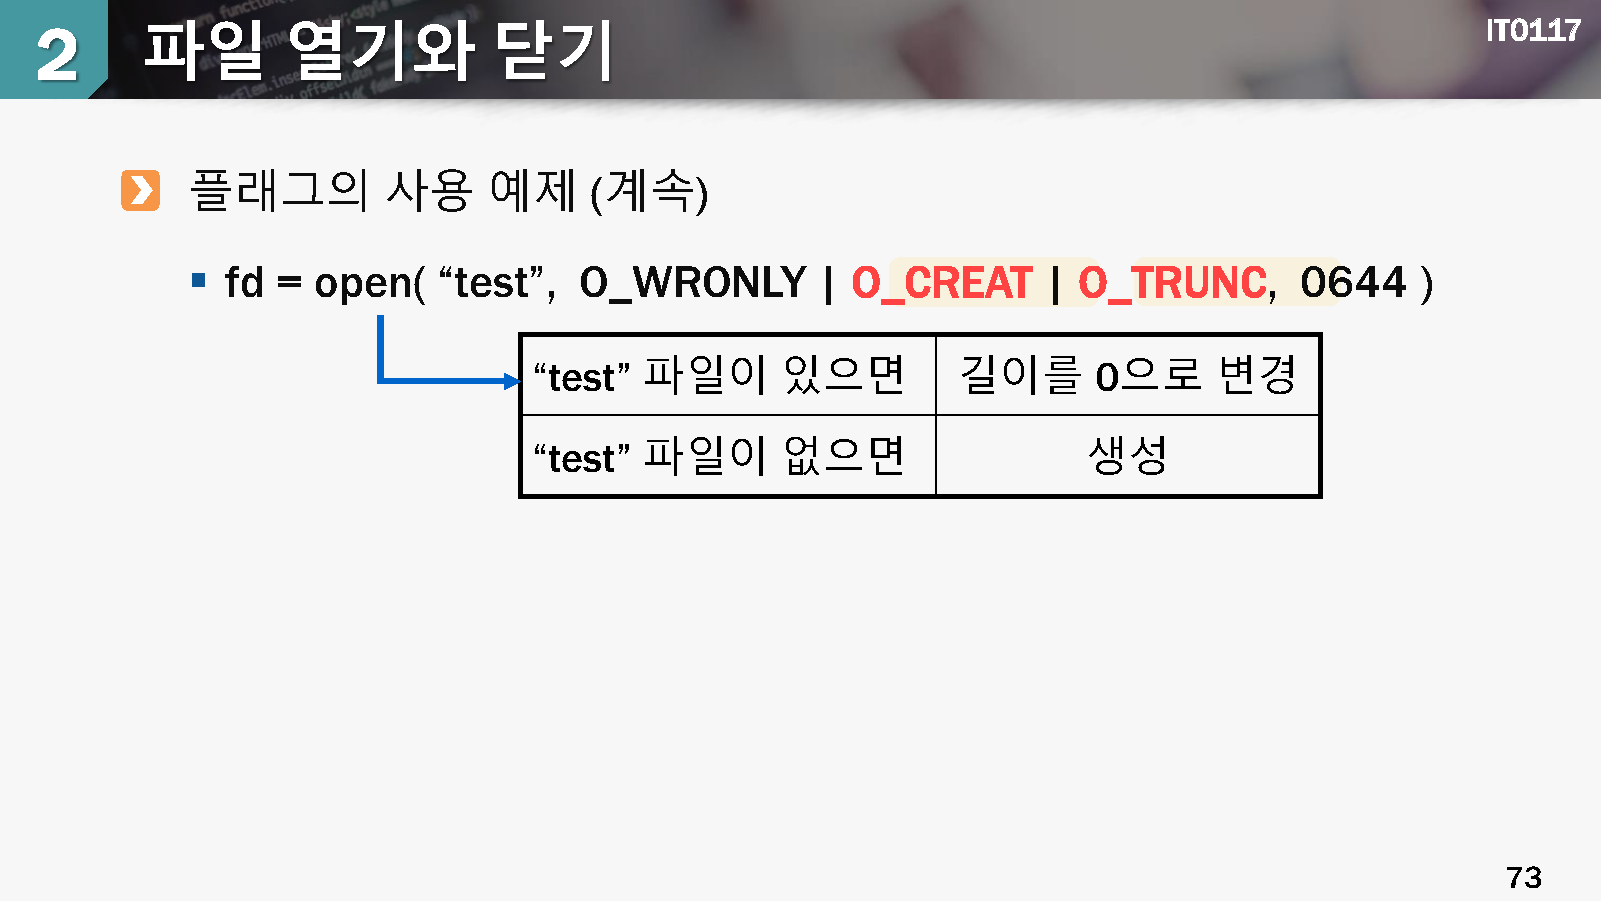 2 파일 열기와 닫기
IT0117
플래그의 사용 예제 (계속)
fd = open( “test”, O_WRONLY | O_CREAT | O_TRUNC, 0644 )
“test” 파일이 있으면 길이를 0으로 변경
“test” 파일이 없으면 생성
73